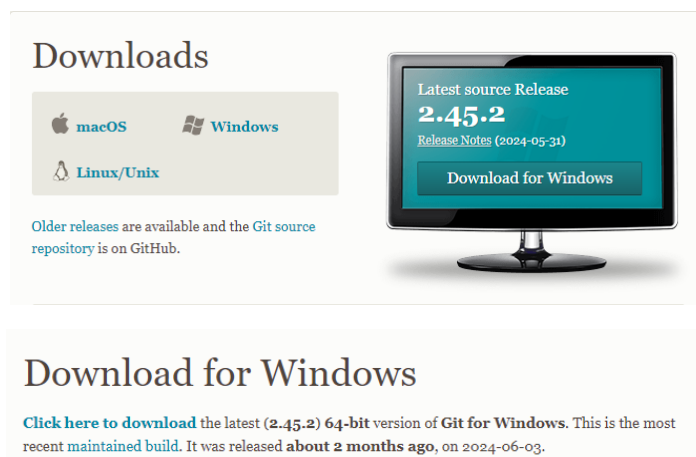 Downloads
macOS
Windows
Linux/Unix
Older releases are available and the Git source
repository is on GitHub.
Latest source Release
2.45.2
Release Notes (2024-05-31)
Download for Windows
Download for Windows
Click here to download the latest (2.45.2) 64-bit version of Git for Windows. This is the most
recent maintained build. It was released about 2 months ago, on 2024-06-03.